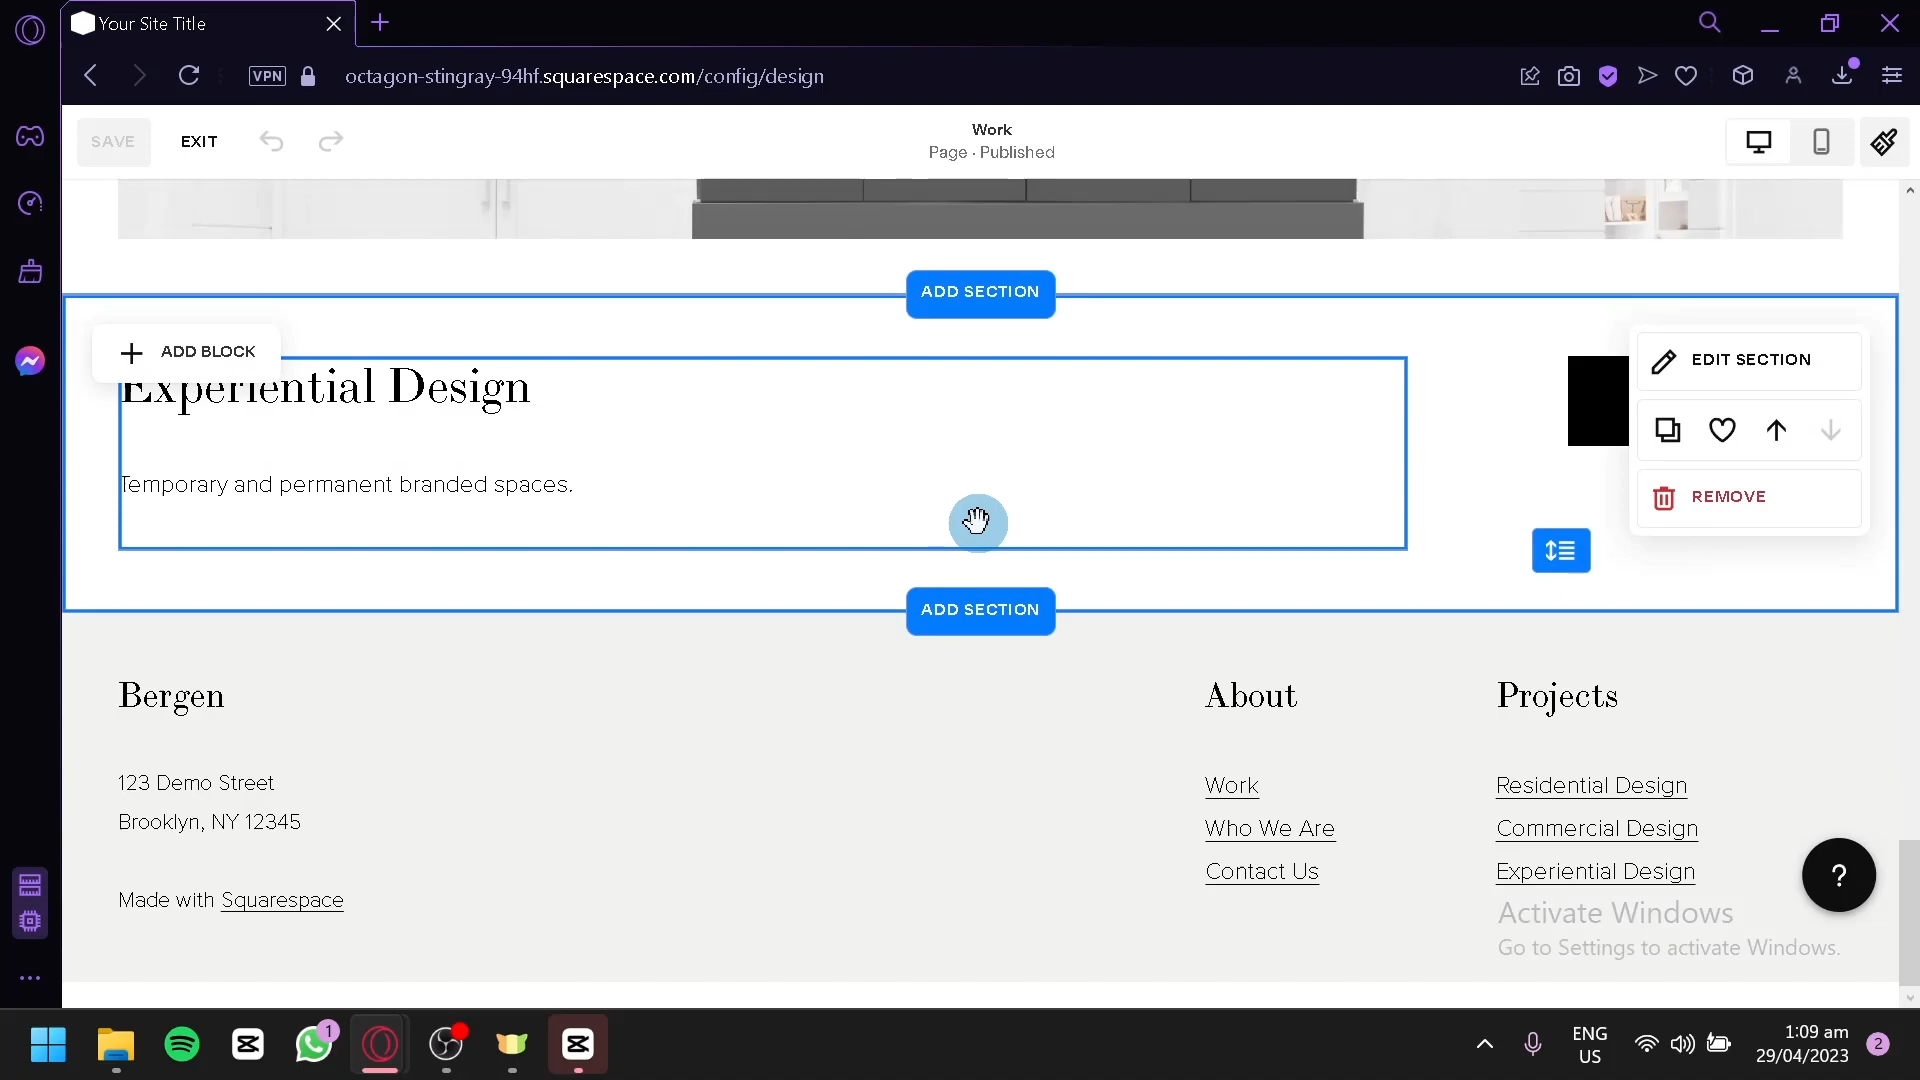 Your Site Title
VPN
octagon-stingray-94hf.squarespace.com/config/design
SAVE
EXIT
Work
Page · Published
ADD SECTION
ADD BLOCK
EDIT SECTION
Experiential Design
Temporary and permanent branded spaces.
REMOVE
ADD SECTION
Bergen
About
Projects
123 Demo Street
Brooklyn, NY 12345
Work
Who We Are
Contact Us
Residential Design
Commercial Design
Experiential Design
Made with Squarespace
?
Activate Windows
Go to Settings to activate Windows.
1
ENG
US
1:09 am
29/04/2023
2